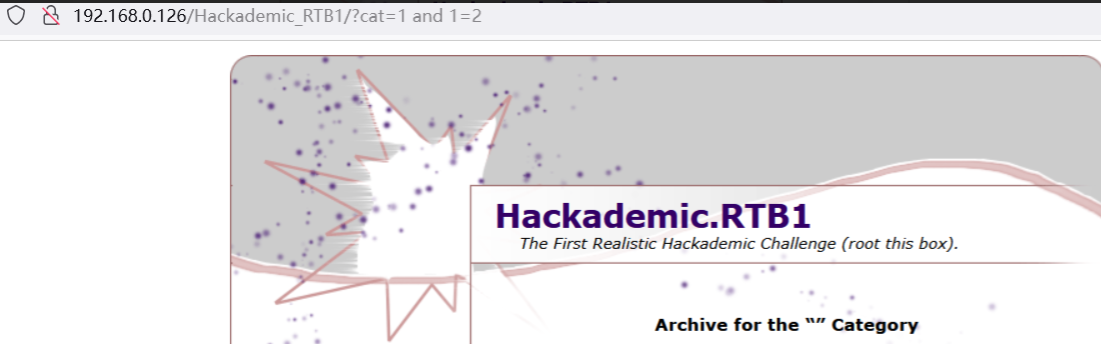 192.168.0.126/Hackademic_RTB1/?cat=1 and 1=2
Hackademic.RTB1
The First Realistic Hackademic Challenge (root this box).
Archive for the “” Category